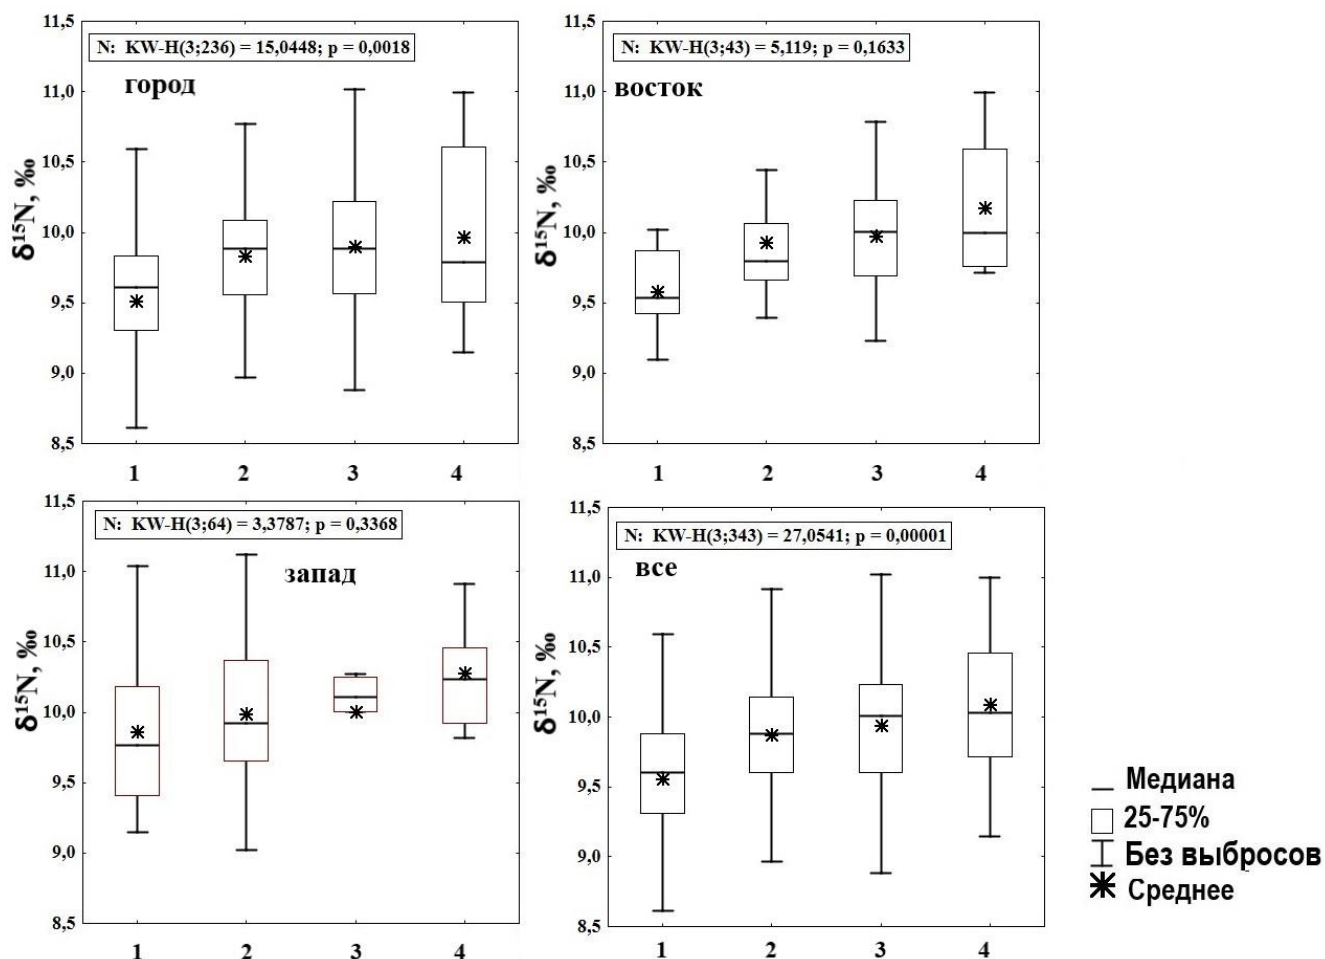 N: KW-H(3;236) = 15,0448; p = 0,0018
город
11,5
11,0
10,5
10,0
9,5
9,0
8,5
δ¹⁵N, ‰
1 2 3 4
N: KW-H(3;43) = 5,119; p = 0,1633
восток
11,5
11,0
10,5
10,0
9,5
9,0
8,5
δ¹⁵N, ‰
1 2 3 4
N: KW-H(3;64) = 3,3787; p = 0,3368
запад
11,5
11,0
10,5
10,0
9,5
9,0
8,5
δ¹⁵N, ‰
1 2 3 4
N: KW-H(3;343) = 27,0541; p = 0,00001
все
11,5
11,0
10,5
10,0
9,5
9,0
8,5
δ¹⁵N, ‰
1 2 3 4
Медиана
25-75%
Без выбросов
Среднее